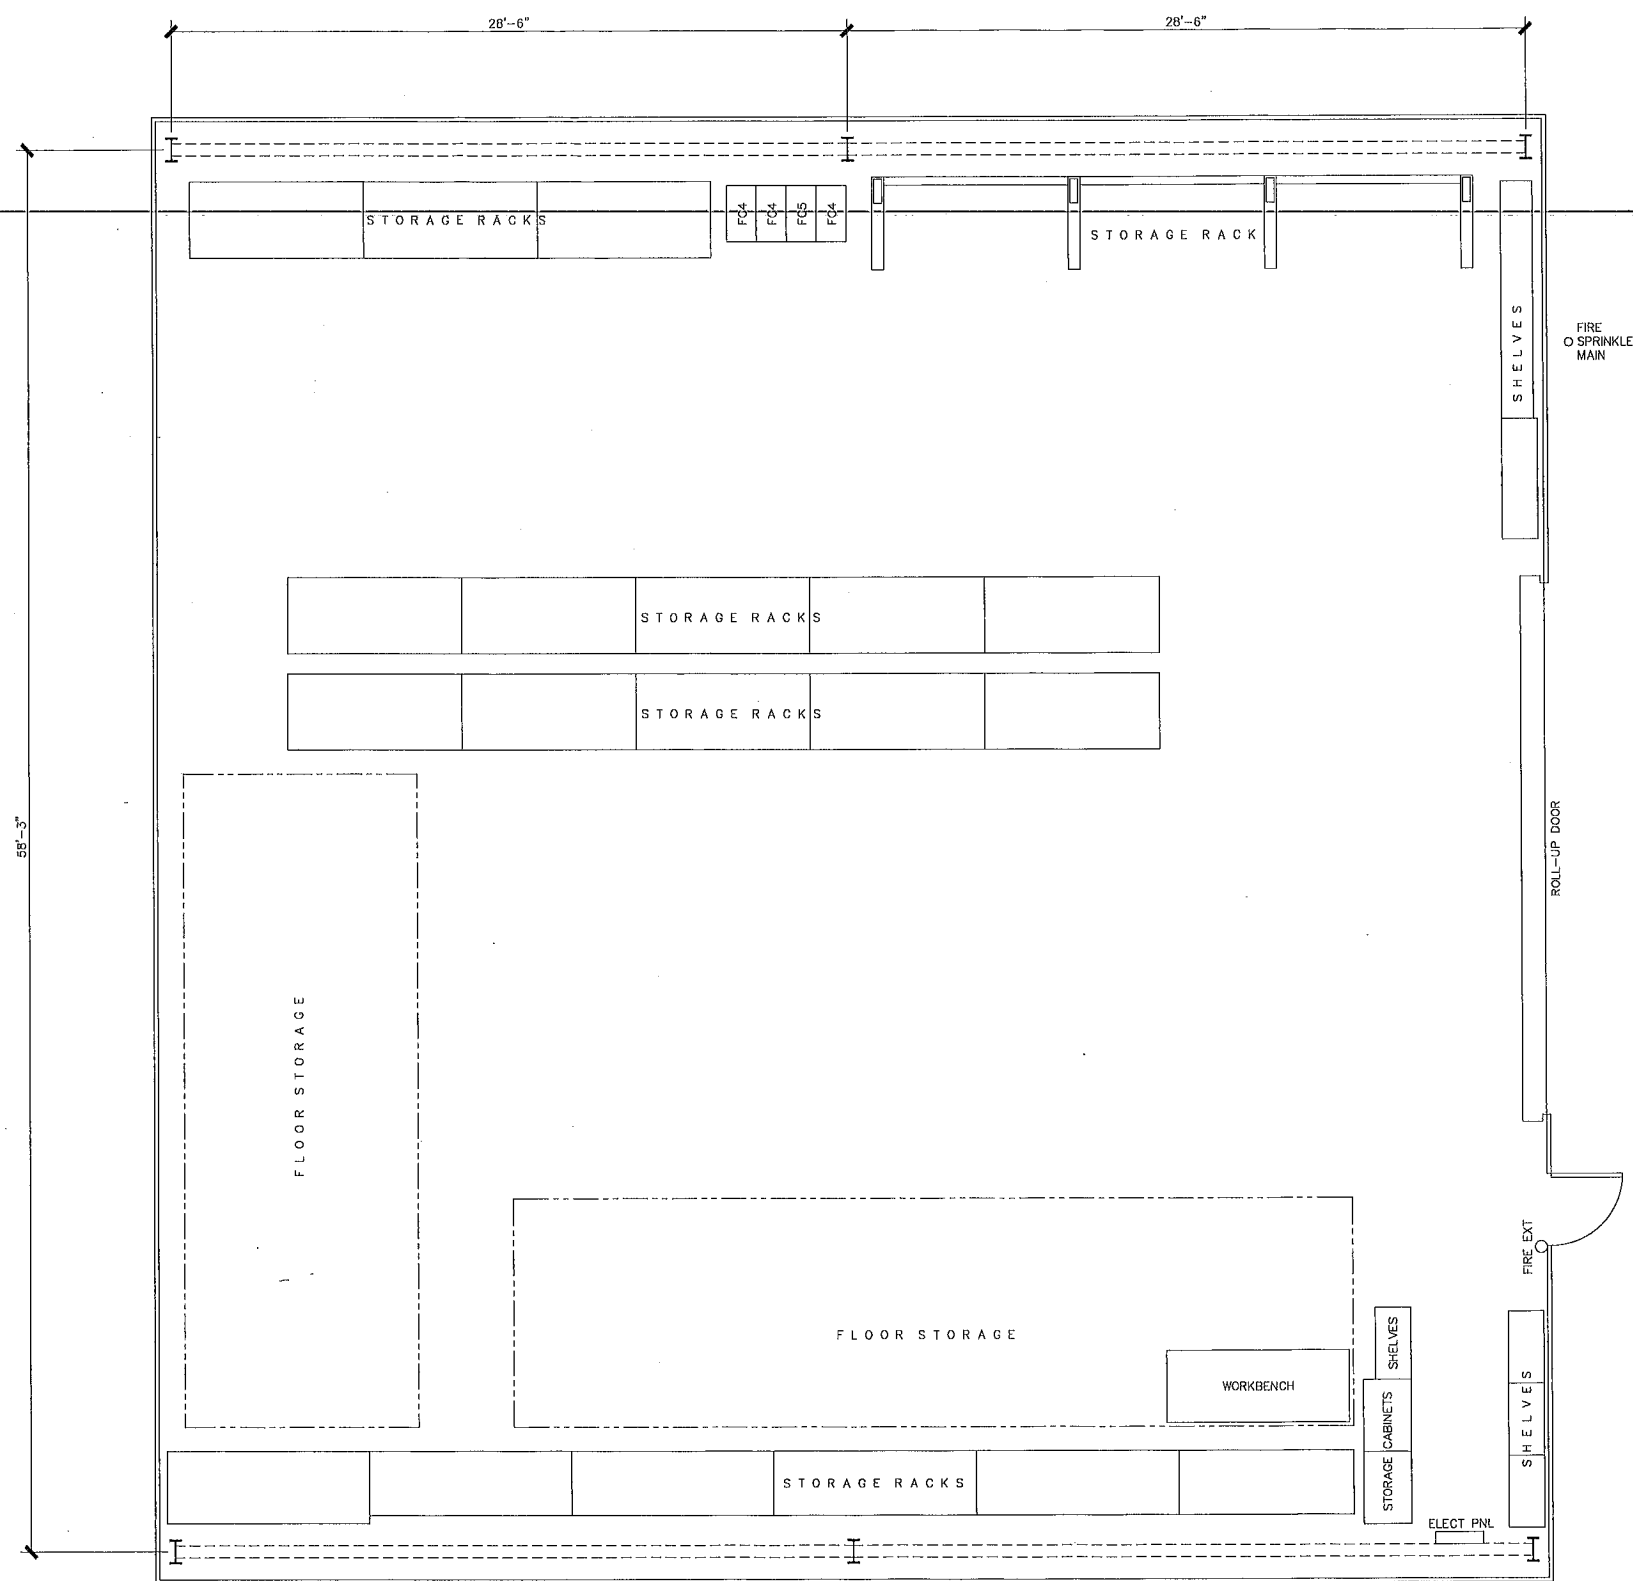 28'-6"
28'-6"
STORAGE RACKS
FC4
FC4
FC5
FC4
STORAGE RACK
SHELVES
FIRE
SPRINKLE
MAIN
STORAGE RACKS
STORAGE RACKS
58'-3"
ROLL-UP DOOR
FLOOR STORAGE
FIRE EXT
FLOOR STORAGE
SHELVES
WORKBENCH
STORAGE CABINETS
SHELVES
STORAGE RACKS
ELECT PNL